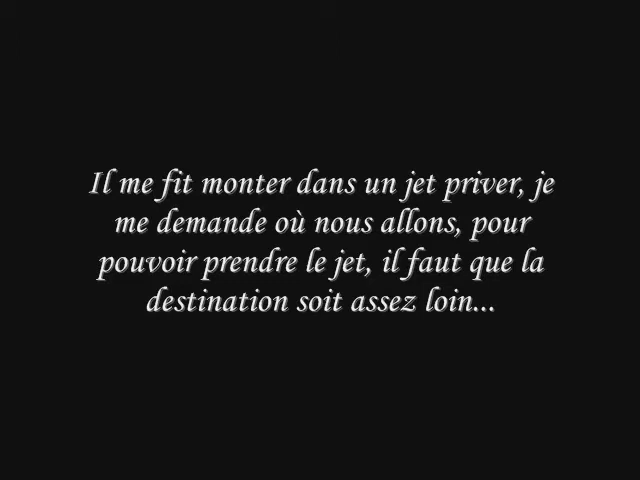 Il me fit monter dans un jet priver, je
me demande où nous allons, pour
pouvoir prendre le jet, il faut que la
destination soit assez loin...